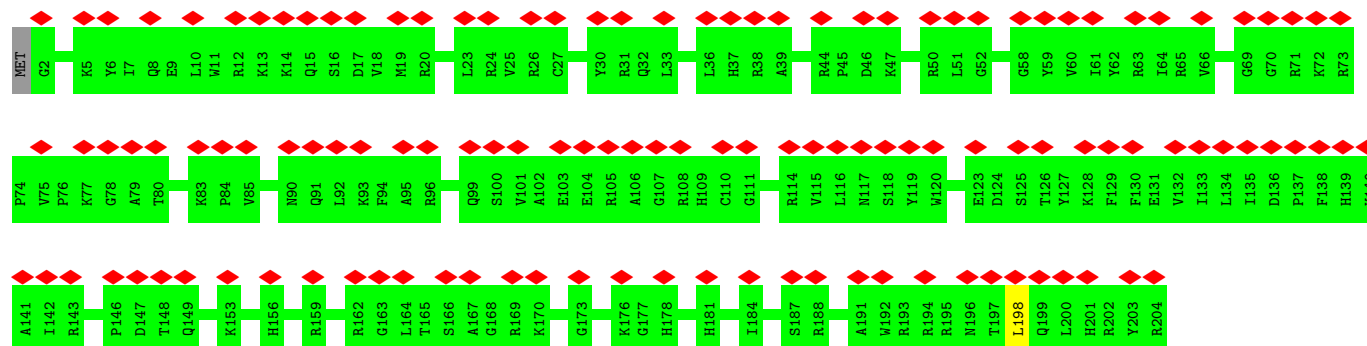 MET G2 K5 Y6 I7 Q8 E9 L10 W11 R12 K13 K14 Q15 S16 D17 V18 M19 R20 L23 R24 V25 R26 C27 Y30 R31 Q32 L33 L36 H37 R38 A39 R44 P45 D46 K47 R50 L51 G52 G58 Y59 V60 I61 Y62 R63 I64 R65 V66 G69 G70 R71 K72 R73
P74 V75 P76 K77 G78 A79 T80 K83 P84 V85 N90 Q91 L92 K93 F94 A95 R96 Q99 S100 V101 A102 E103 E104 R105 A106 G107 R108 H109 C110 G111 R114 V115 L116 N117 S118 Y119 W120 E123 D124 S125 T126 Y127 K128 F129 F130 E131 V132 I133 L134 I135 D136 P137 F138 H139
A141 I142 R143 P146 D147 T148 Q149 K153 H156 R159 R162 G163 L164 T165 S166 A167 G168 R169 K170 G173 K176 G177 H178 H181 I184 S187 R188 A191 W192 R193 R194 R195 N196 T197 L198 Q199 L200 H201 R202 Y203 R204